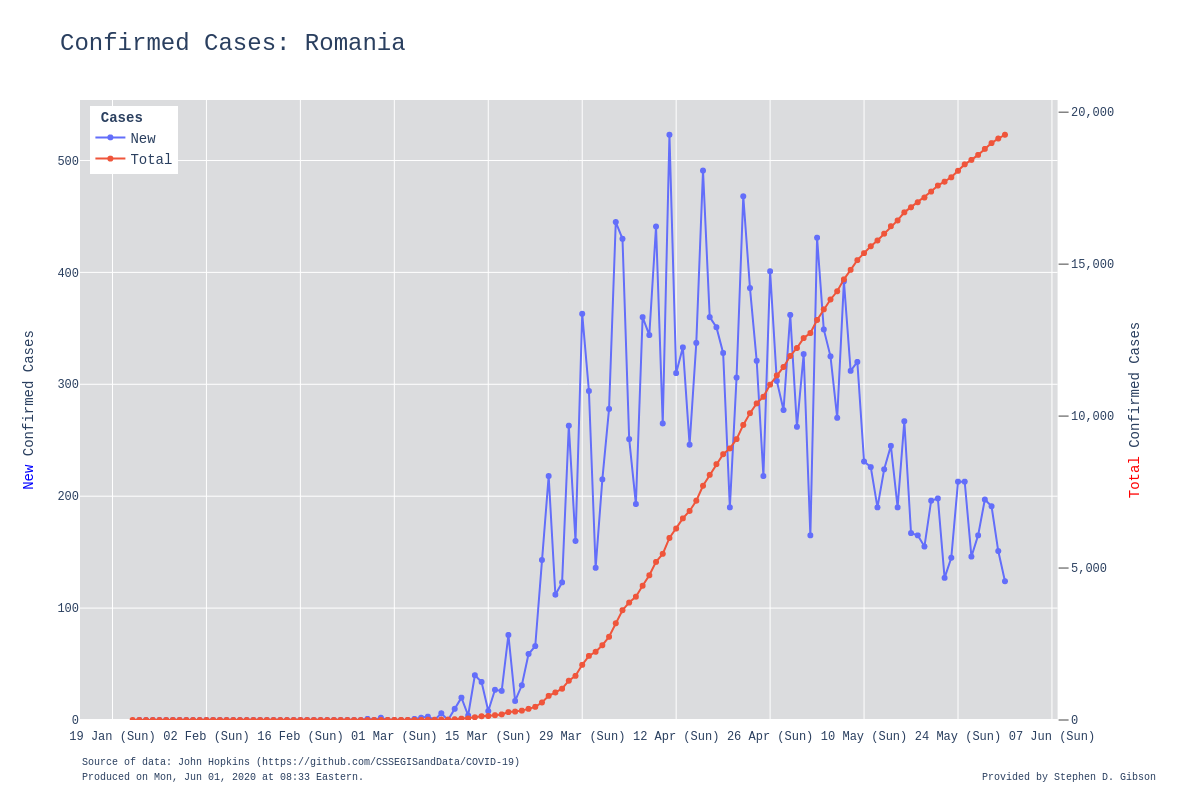 Confirmed Cases: Romania
Cases
New
Total
500
400
300
200
100
0
20,000
15,000
10,000
5,000
0
New Confirmed Cases
Total Confirmed Cases
19 Jan (Sun) 02 Feb (Sun) 16 Feb (Sun) 01 Mar (Sun) 15 Mar (Sun) 29 Mar (Sun) 12 Apr (Sun) 26 Apr (Sun) 10 May (Sun) 24 May (Sun) 07 Jun (Sun)
Source of data: John Hopkins (https://github.com/CSSEGISandData/COVID-19)
Produced on Mon, Jun 01, 2020 at 08:33 Eastern.
Provided by Stephen D. Gibson